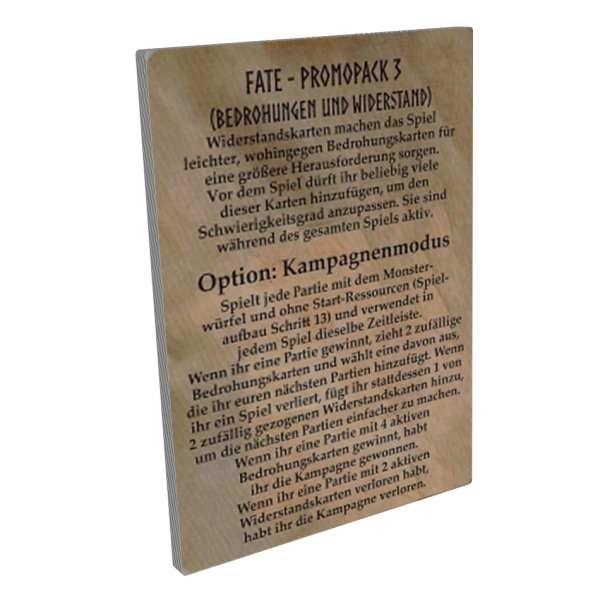 FATE - PROMOPACK 3
(BEDROHUNGEN UND WIDERSTAND)
Widerstandskarten machen das Spiel
leichter, wohingegen Bedrohungskarten für
eine größere Herausforderung sorgen.
Vor dem Spiel dürft ihr beliebig viele
dieser Karten hinzufügen, um den
Schwierigkeitsgrad anzupassen. Sie sind
während des gesamten Spiels aktiv.
Option: Kampagnenmodus
Spielt jede Partie mit dem Monster-
würfel und ohne Start-Ressourcen (Spiel-
aufbau Schritt 13) und verwendet in
jedem Spiel dieselbe Zeitleiste.
Wenn ihr eine Partie gewinnt, zieht 2 zufällige
Bedrohungskarten und wählt eine davon aus,
die ihr euren nächsten Partien hinzufügt. Wenn
ihr ein Spiel verliert, fügt ihr stattdessen 1 von
2 zufällig gezogenen Widerstandskarten hinzu,
um die nächsten Partien einfacher zu machen.
Wenn ihr eine Partie mit 4 aktiven
Bedrohungskarten gewinnt, habt
ihr die Kampagne gewonnen.
Wenn ihr eine Partie mit 2 aktiven
Widerstandskarten verloren habt,
habt ihr die Kampagne verloren.